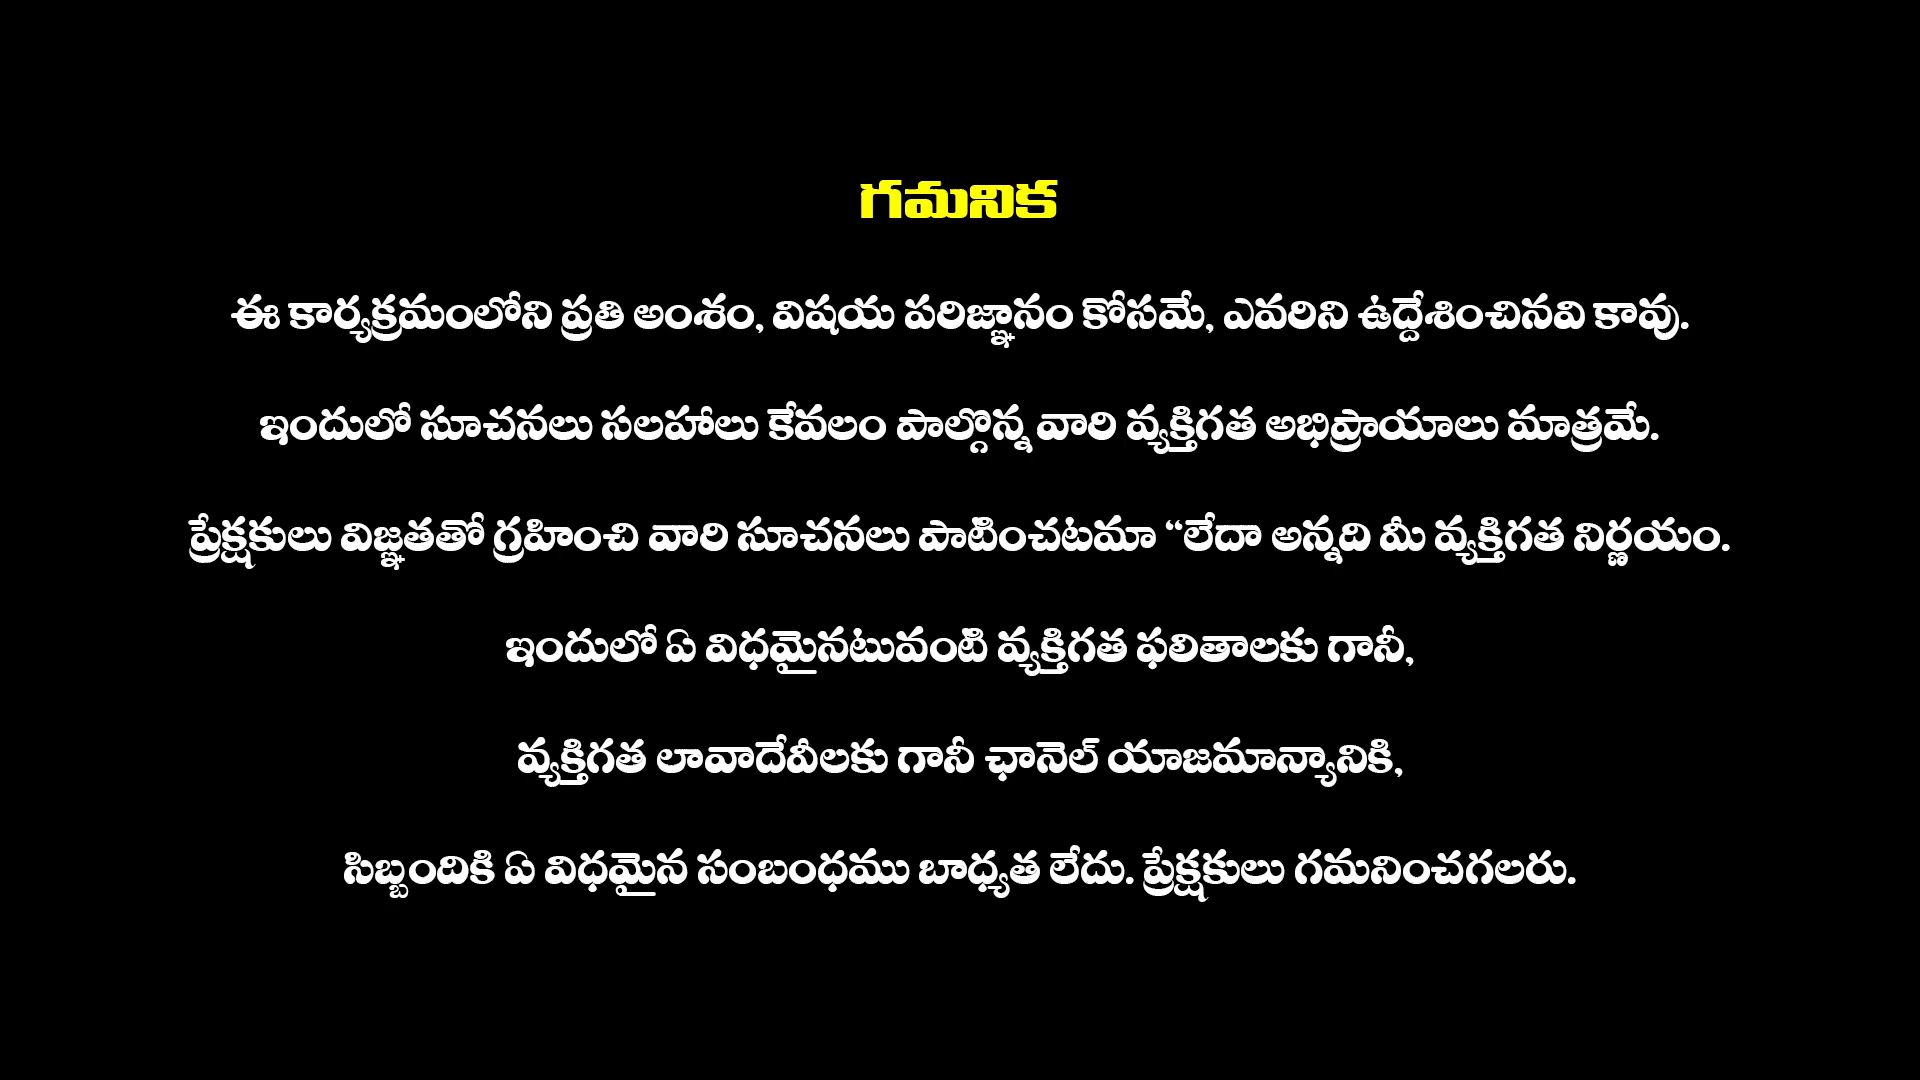 గమనిక
ఈ కార్యక్రమంలోని ప్రతి అంశం, విషయ పరిజ్ఞానం కోసమే, ఎవరిని ఉద్దేశించినవి కావు.
ఇందులో సూచనలు సలహాలు కేవలం పాల్గొన్న వారి వ్యక్తిగత అభిప్రాయాలు మాత్రమే.
ప్రేక్షకులు విజ్ఞతతో గ్రహించి వారి సూచనలు పాటించటమా “లేదా అన్నది మీ వ్యక్తిగత నిర్ణయం.
ఇందులో ఏ విధమైనటువంటి వ్యక్తిగత ఫలితాలకు గానీ,
వ్యక్తిగత లావాదేవీలకు గానీ ఛానెల్ యాజమాన్యానికి,
సిబ్బందికి ఏ విధమైన సంబంధము బాధ్యత లేదు. ప్రేక్షకులు గమనించగలరు.